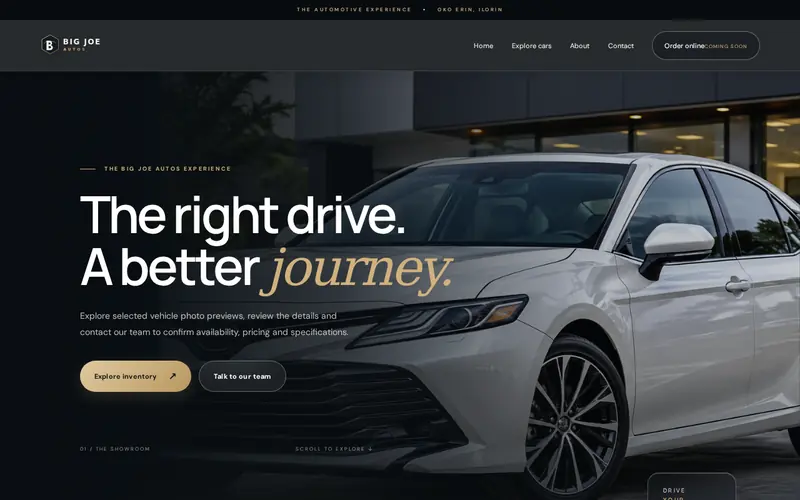 THE AUTOMOTIVE EXPERIENCE • OKO ERIN, ILORIN
B BIG JOE
AUTOS
Home Explore cars About Contact Order online COMING SOON
THE BIG JOE AUTOS EXPERIENCE
The right drive.
A better journey.
Explore selected vehicle photo previews, review the details and
contact our team to confirm availability, pricing and specifications.
Explore inventory ↗ Talk to our team
01 / THE SHOWROOM SCROLL TO EXPLORE ↓
DRIVE
YOUR